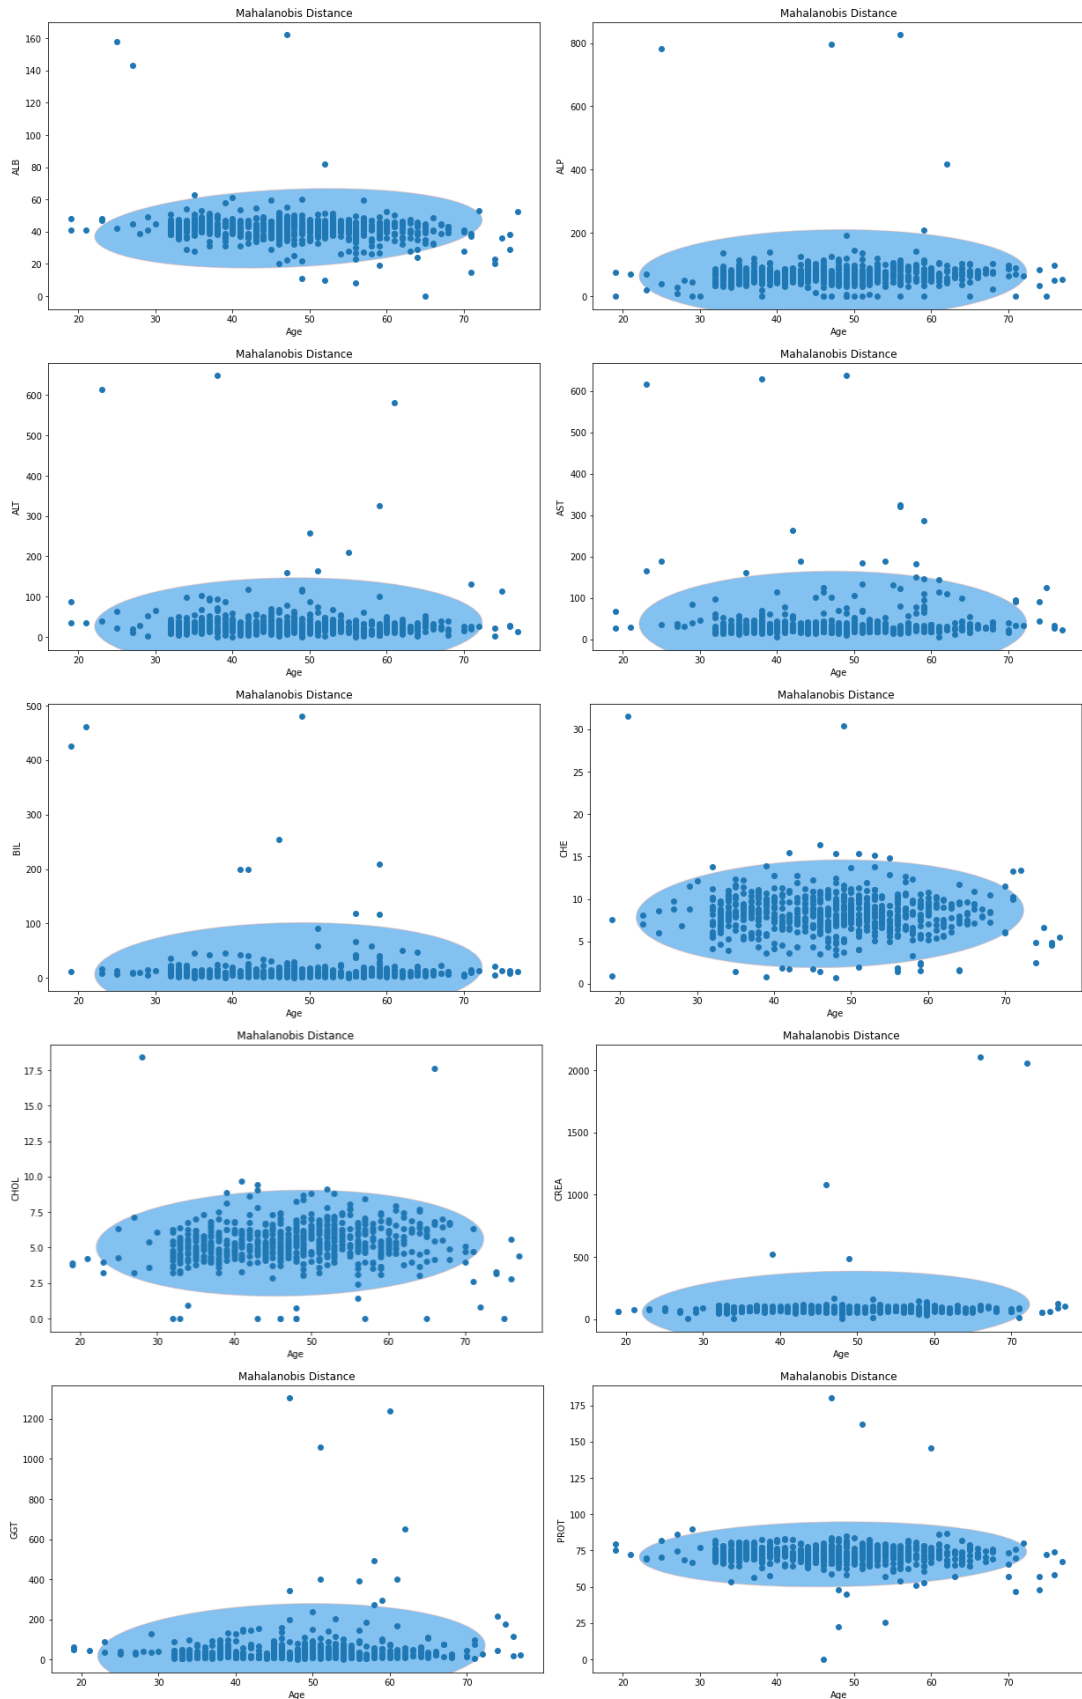 Mahalanobis Distance
160
140
120
100
80
60
40
20
0
ALB
20 30 40 50 60 70
Age
Mahalanobis Distance
800
600
400
200
0
ALP
20 30 40 50 60 70
Age
Mahalanobis Distance
600
500
400
300
200
100
0
ALT
20 30 40 50 60 70
Age
Mahalanobis Distance
600
500
400
300
200
100
0
AST
20 30 40 50 60 70
Age
Mahalanobis Distance
500
400
300
200
100
0
BIL
20 30 40 50 60 70
Age
Mahalanobis Distance
30
25
20
15
10
5
0
CHE
20 30 40 50 60 70
Age
Mahalanobis Distance
17.5
15.0
12.5
10.0
7.5
5.0
2.5
0.0
CHOL
20 30 40 50 60 70
Age
Mahalanobis Distance
2000
1500
1000
500
0
CREA
20 30 40 50 60 70
Age
Mahalanobis Distance
1200
1000
800
600
400
200
0
GGT
20 30 40 50 60 70
Age
Mahalanobis Distance
175
150
125
100
75
50
25
0
PROT
20 30 40 50 60 70
Age